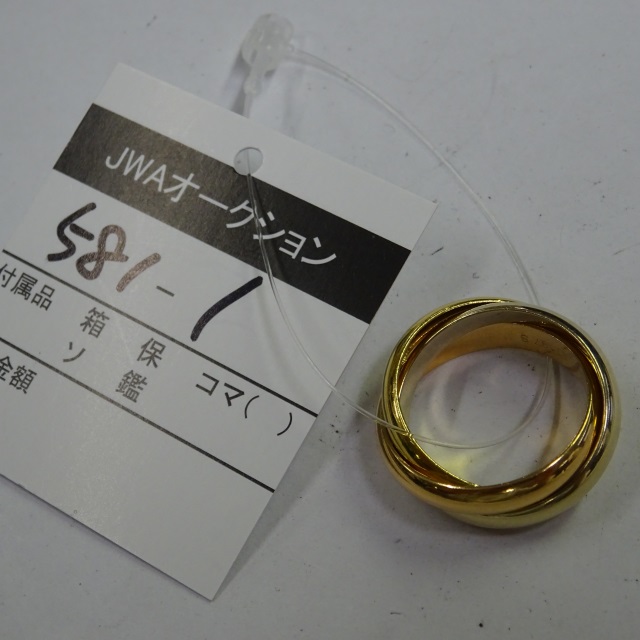 JWAオークション
581-1
付属品 箱 保 コマ( )
ソ 鑑
金額